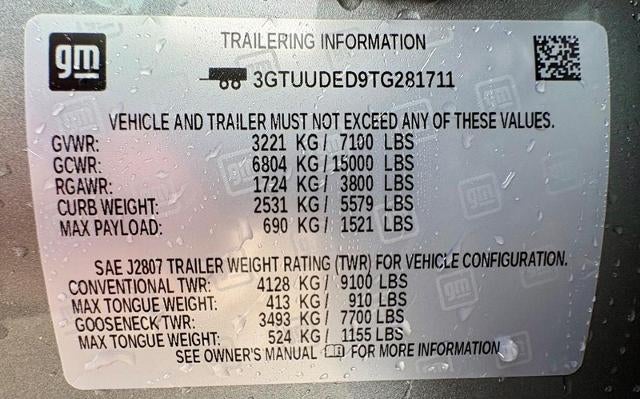 gm
TRAILERING INFORMATION
3GTUUDED9TG281711
VEHICLE AND TRAILER MUST NOT EXCEED ANY OF THESE VALUES.
GVWR: 3221 KG/ 7100 LBS
GCWR: 6804 KG/ 15000 LBS
RGAWR: 1724 KG/ 3800 LBS
CURB WEIGHT: 2531 KG/ 5579 LBS
MAX PAYLOAD: 690 KG/ 1521 LBS
SAE J2807 TRAILER WEIGHT RATING (TWR) FOR VEHICLE CONFIGURATION.
CONVENTIONAL TWR: 4128 KG/ 9100 LBS
MAX TONGUE WEIGHT: 413 KG/ 910 LBS
GOOSENECK TWR: 3493 KG/ 7700 LBS
MAX TONGUE WEIGHT: 524 KG/ 1155 LBS
SEE OWNER'S MANUAL FOR MORE INFORMATION